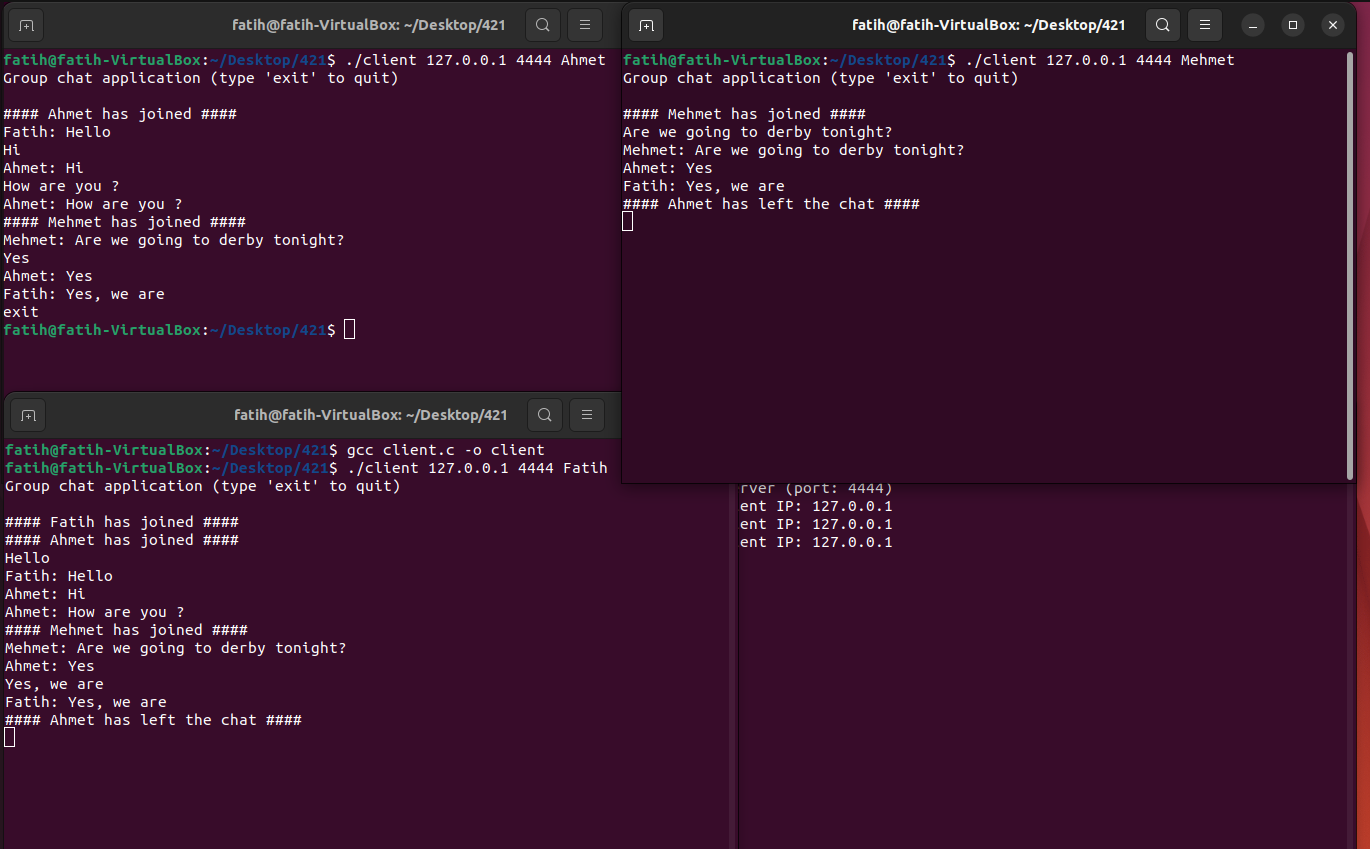 fatih@fatih-VirtualBox: ~/Desktop/421
fatih@fatih-VirtualBox:~/Desktop/421$ ./client 127.0.0.1 4444 Ahmet
Group chat application (type 'exit' to quit)
#### Ahmet has joined ####
Fatih: Hello
Hi
Ahmet: Hi
How are you ?
Ahmet: How are you ?
#### Mehmet has joined ####
Mehmet: Are we going to derby tonight?
Yes
Ahmet: Yes
Fatih: Yes, we are
exit
fatih@fatih-VirtualBox:~/Desktop/421$
fatih@fatih-VirtualBox: ~/Desktop/421
fatih@fatih-VirtualBox:~/Desktop/421$ ./client 127.0.0.1 4444 Mehmet
Group chat application (type 'exit' to quit)
#### Mehmet has joined ####
Are we going to derby tonight?
Mehmet: Are we going to derby tonight?
Ahmet: Yes
Fatih: Yes, we are
#### Ahmet has left the chat ####
fatih@fatih-VirtualBox: ~/Desktop/421
fatih@fatih-VirtualBox:~/Desktop/421$ gcc client.c -o client
fatih@fatih-VirtualBox:~/Desktop/421$ ./client 127.0.0.1 4444 Fatih
Group chat application (type 'exit' to quit)
#### Fatih has joined ####
#### Ahmet has joined ####
Hello
Fatih: Hello
Ahmet: Hi
Ahmet: How are you ?
#### Mehmet has joined ####
Mehmet: Are we going to derby tonight?
Ahmet: Yes
Yes, we are
Fatih: Yes, we are
#### Ahmet has left the chat ####
rver (port: 4444)
ent IP: 127.0.0.1
ent IP: 127.0.0.1
ent IP: 127.0.0.1